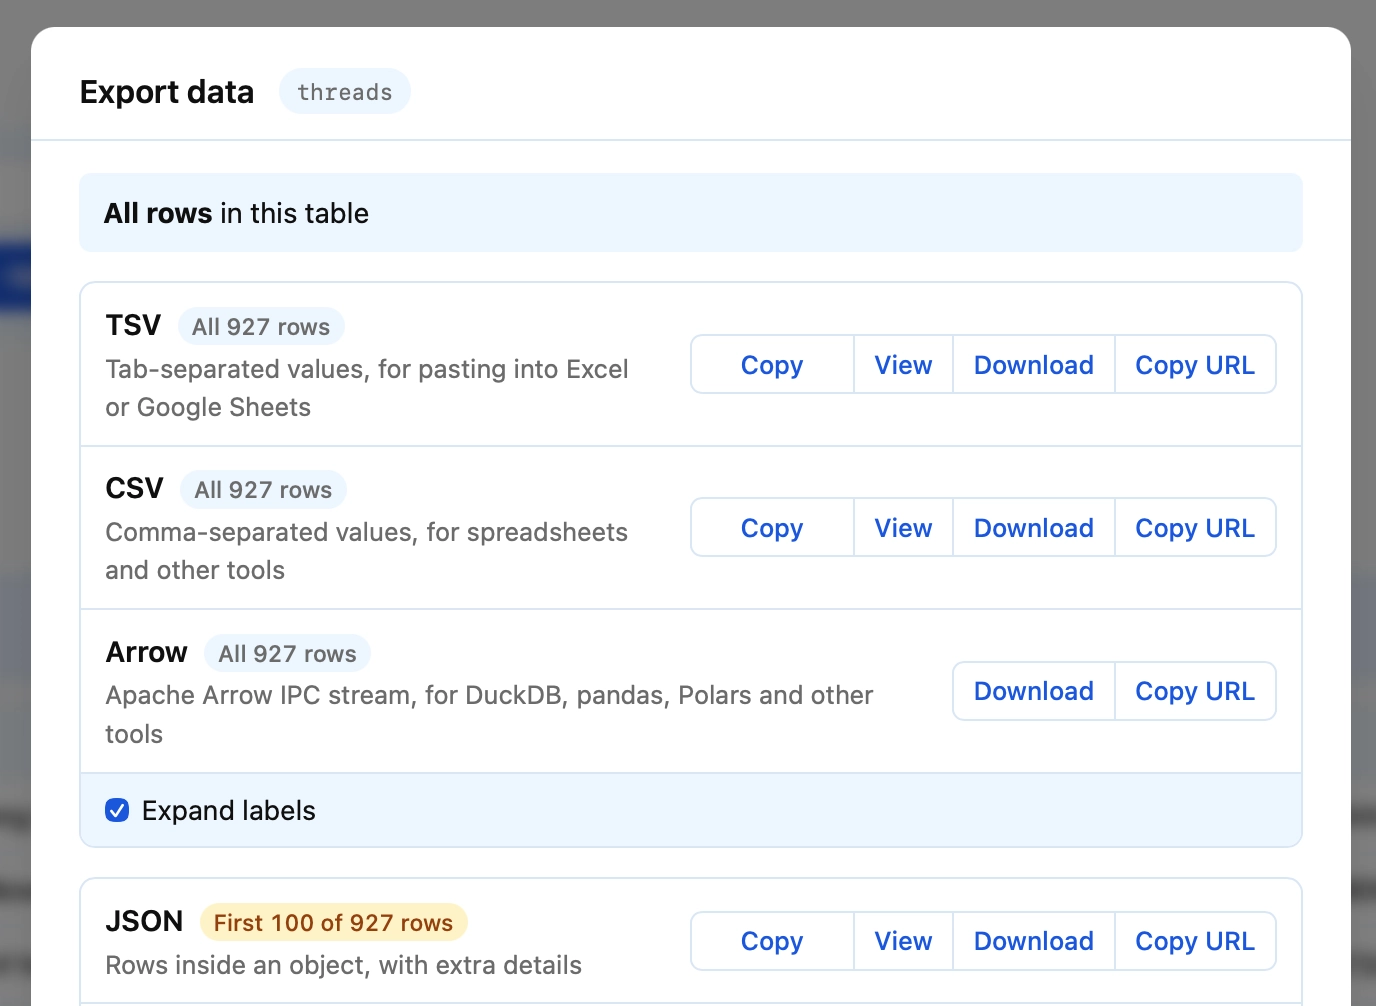 Export data threads
All rows in this table
TSV All 927 rows
Tab-separated values, for pasting into Excel
or Google Sheets
Copy View Download Copy URL
CSV All 927 rows
Comma-separated values, for spreadsheets
and other tools
Copy View Download Copy URL
Arrow All 927 rows
Apache Arrow IPC stream, for DuckDB, pandas, Polars and other
tools
Download Copy URL
Expand labels
JSON First 100 of 927 rows
Rows inside an object, with extra details
Copy View Download Copy URL